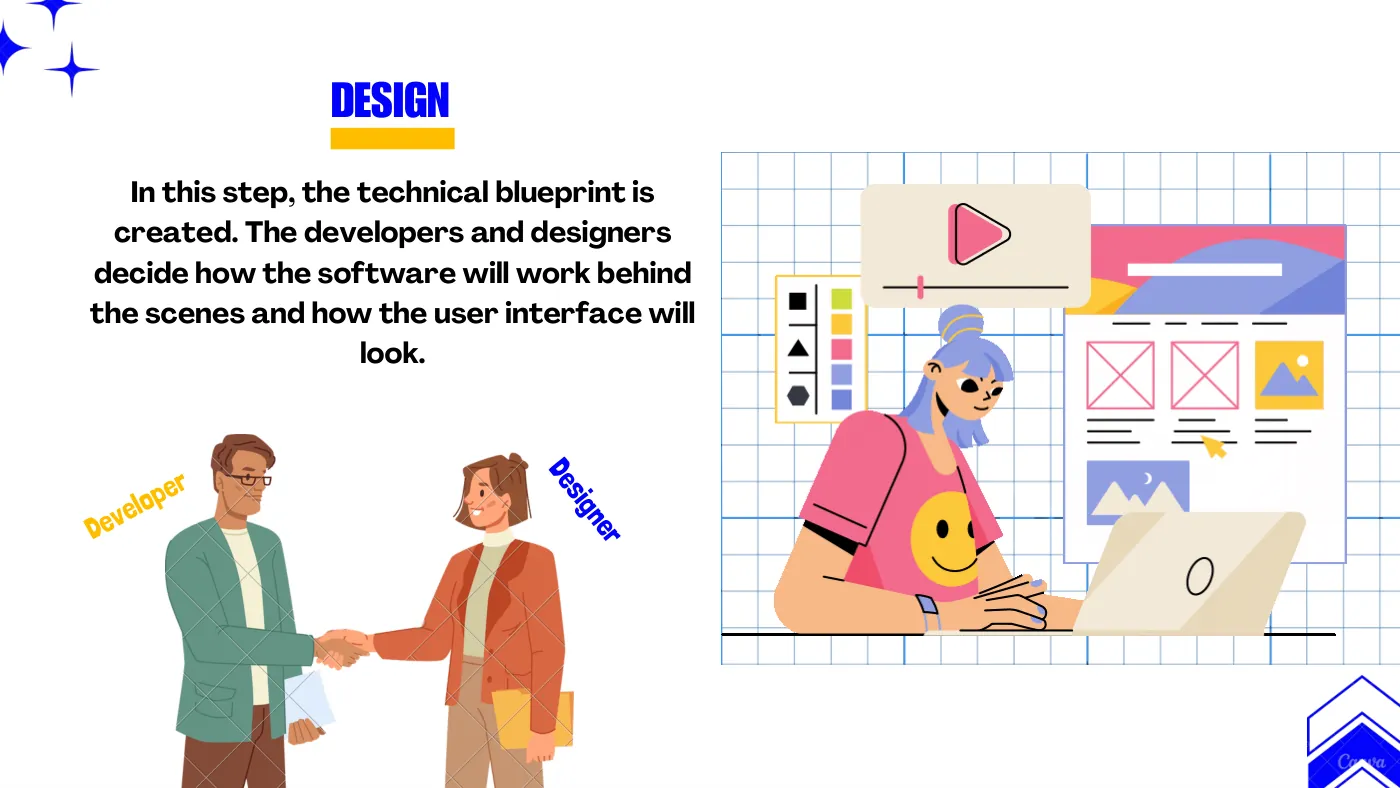 DESIGN
In this step, the technical blueprint is
created. The developers and designers
decide how the software will work behind
the scenes and how the user interface will
look.
Developer
Designer
Canva